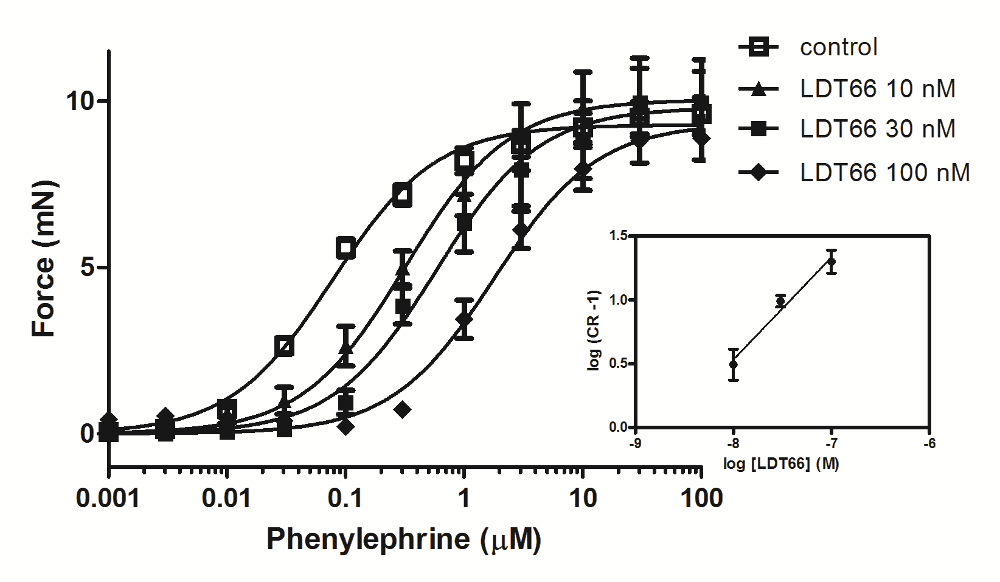 control
LDT66 10 nM
LDT66 30 nM
LDT66 100 nM
Force (mN)
10
5
0
0.001 0.01 0.1 1 10 100
Phenylephrine (μM)
log (CR -1)
1.5
1.0
0.5
0.0
-9 -8 -7 -6
log [LDT66] (M)